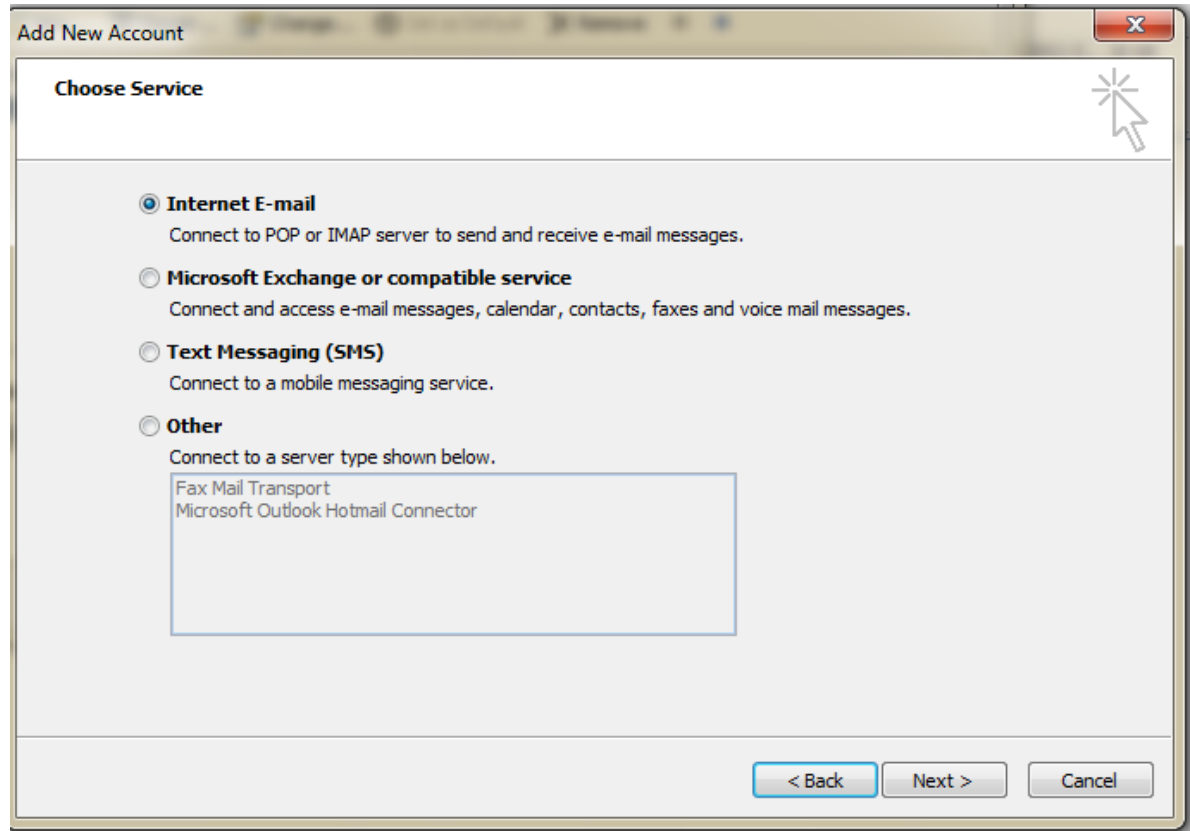 Add New Account
Choose Service
Internet E-mail
Connect to POP or IMAP server to send and receive e-mail messages.
Microsoft Exchange or compatible service
Connect and access e-mail messages, calendar, contacts, faxes and voice mail messages.
Text Messaging (SMS)
Connect to a mobile messaging service.
Other
Connect to a server type shown below.
Fax Mail Transport
Microsoft Outlook Hotmail Connector
< Back Next > Cancel